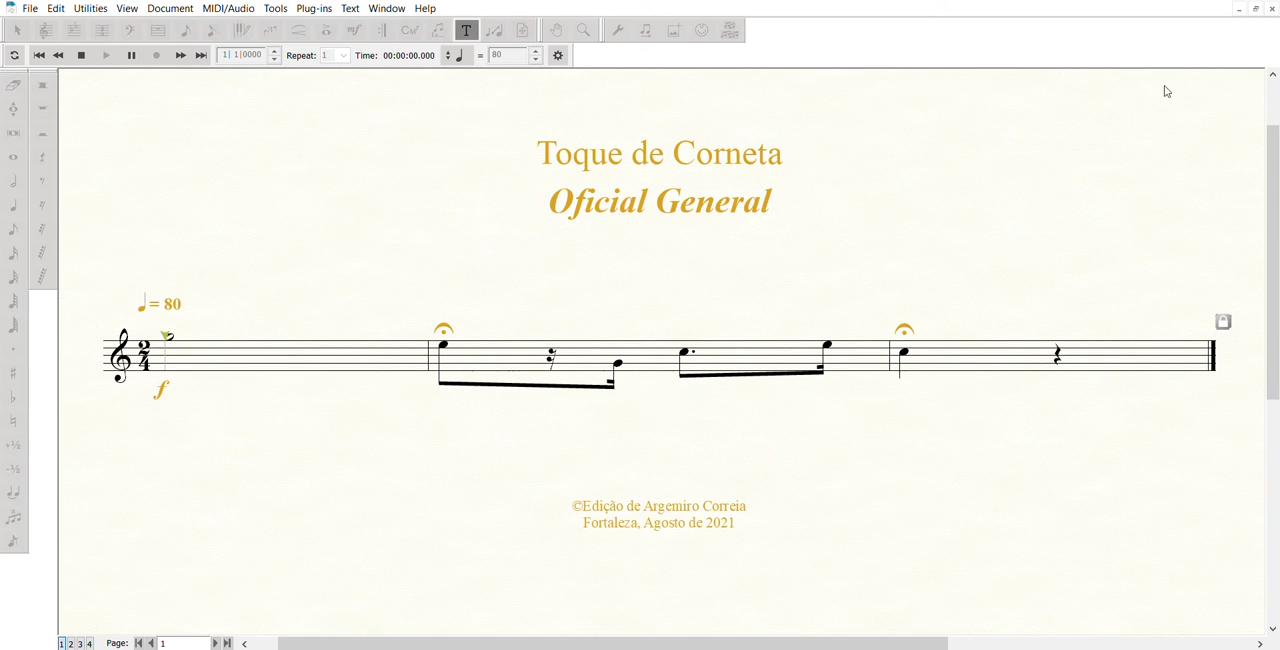 File Edit Utilities View Document MIDI/Audio Tools Plug-ins Text Window Help
1| 1|0000 Repeat: 1 Time: 00:00:00.000 = 80
Toque de Corneta
Oficial General
= 80
2
4
f
©Edição de Argemiro Correia
Fortaleza, Agosto de 2021
1 2 3 4 Page: 1